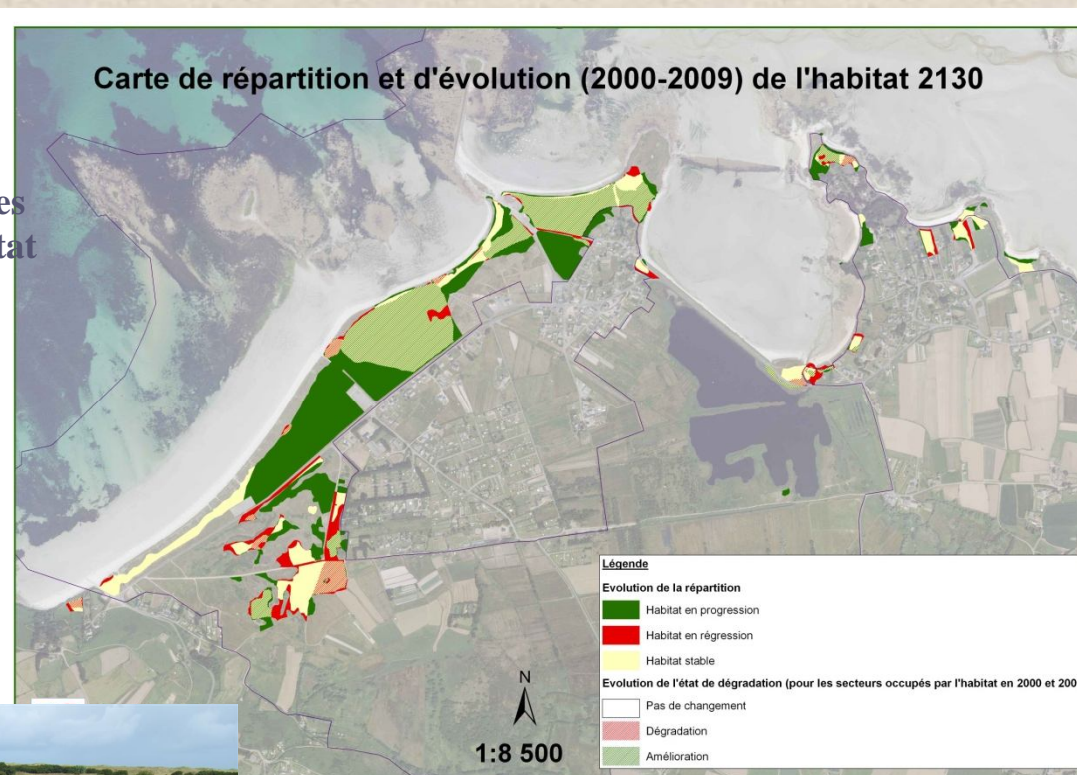 Carte de répartition et d'évolution (2000-2009) de l'habitat 2130
Légende
Evolution de la répartition
Habitat en progression
Habitat en régression
Habitat stable
Evolution de l'état de dégradation (pour les secteurs occupés par l'habitat en 2000 et 200
Pas de changement
Dégradation
Amélioration
N
1:8 500